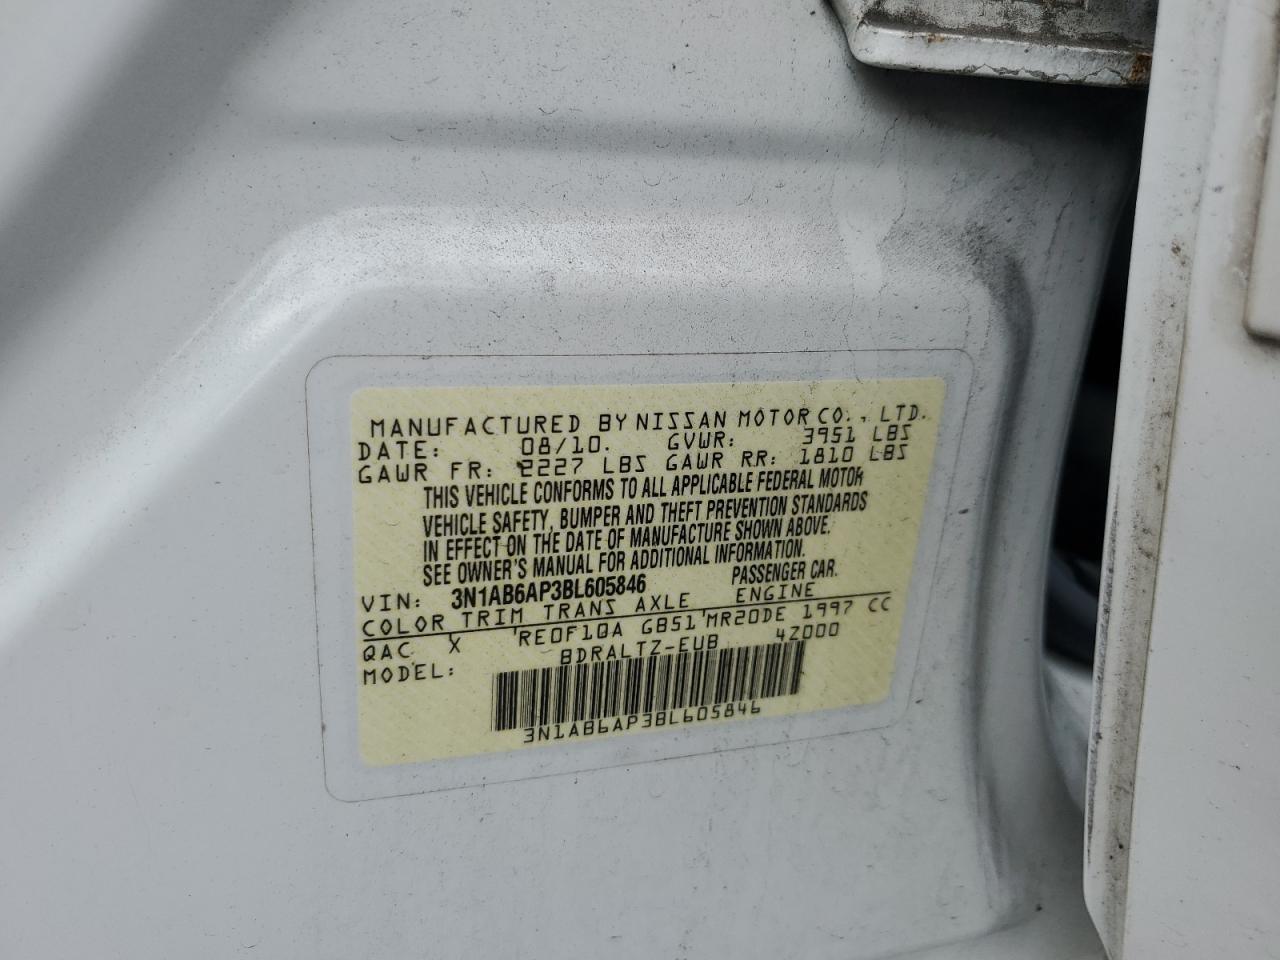 MANUFACTURED BY NISSAN MOTOR CO., LTD.
DATE: 08/10. GVWR: 3951 LBS
GAWR FR: 2227 LBS GAWR RR: 1810 LBS
THIS VEHICLE CONFORMS TO ALL APPLICABLE FEDERAL MOTOR
VEHICLE SAFETY, BUMPER AND THEFT PREVENTION STANDARDS
IN EFFECT ON THE DATE OF MANUFACTURE SHOWN ABOVE.
SEE OWNER'S MANUAL FOR ADDITIONAL INFORMATION.
VIN: 3N1AB6AP3BL605846 PASSENGER CAR.
COLOR TRIM TRANS AXLE ENGINE
QAC X RE0F10A GB51 MR20DE 1997 CC
MODEL: BDRALTZ-EUB 4Z000
3N1AB6AP3BL605846